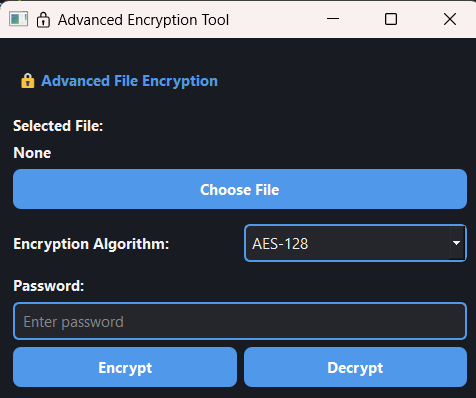 🔒 Advanced Encryption Tool
🔒 Advanced File Encryption
Selected File:
None
Choose File
Encryption Algorithm: AES-128
Password:
Enter password
Encrypt Decrypt